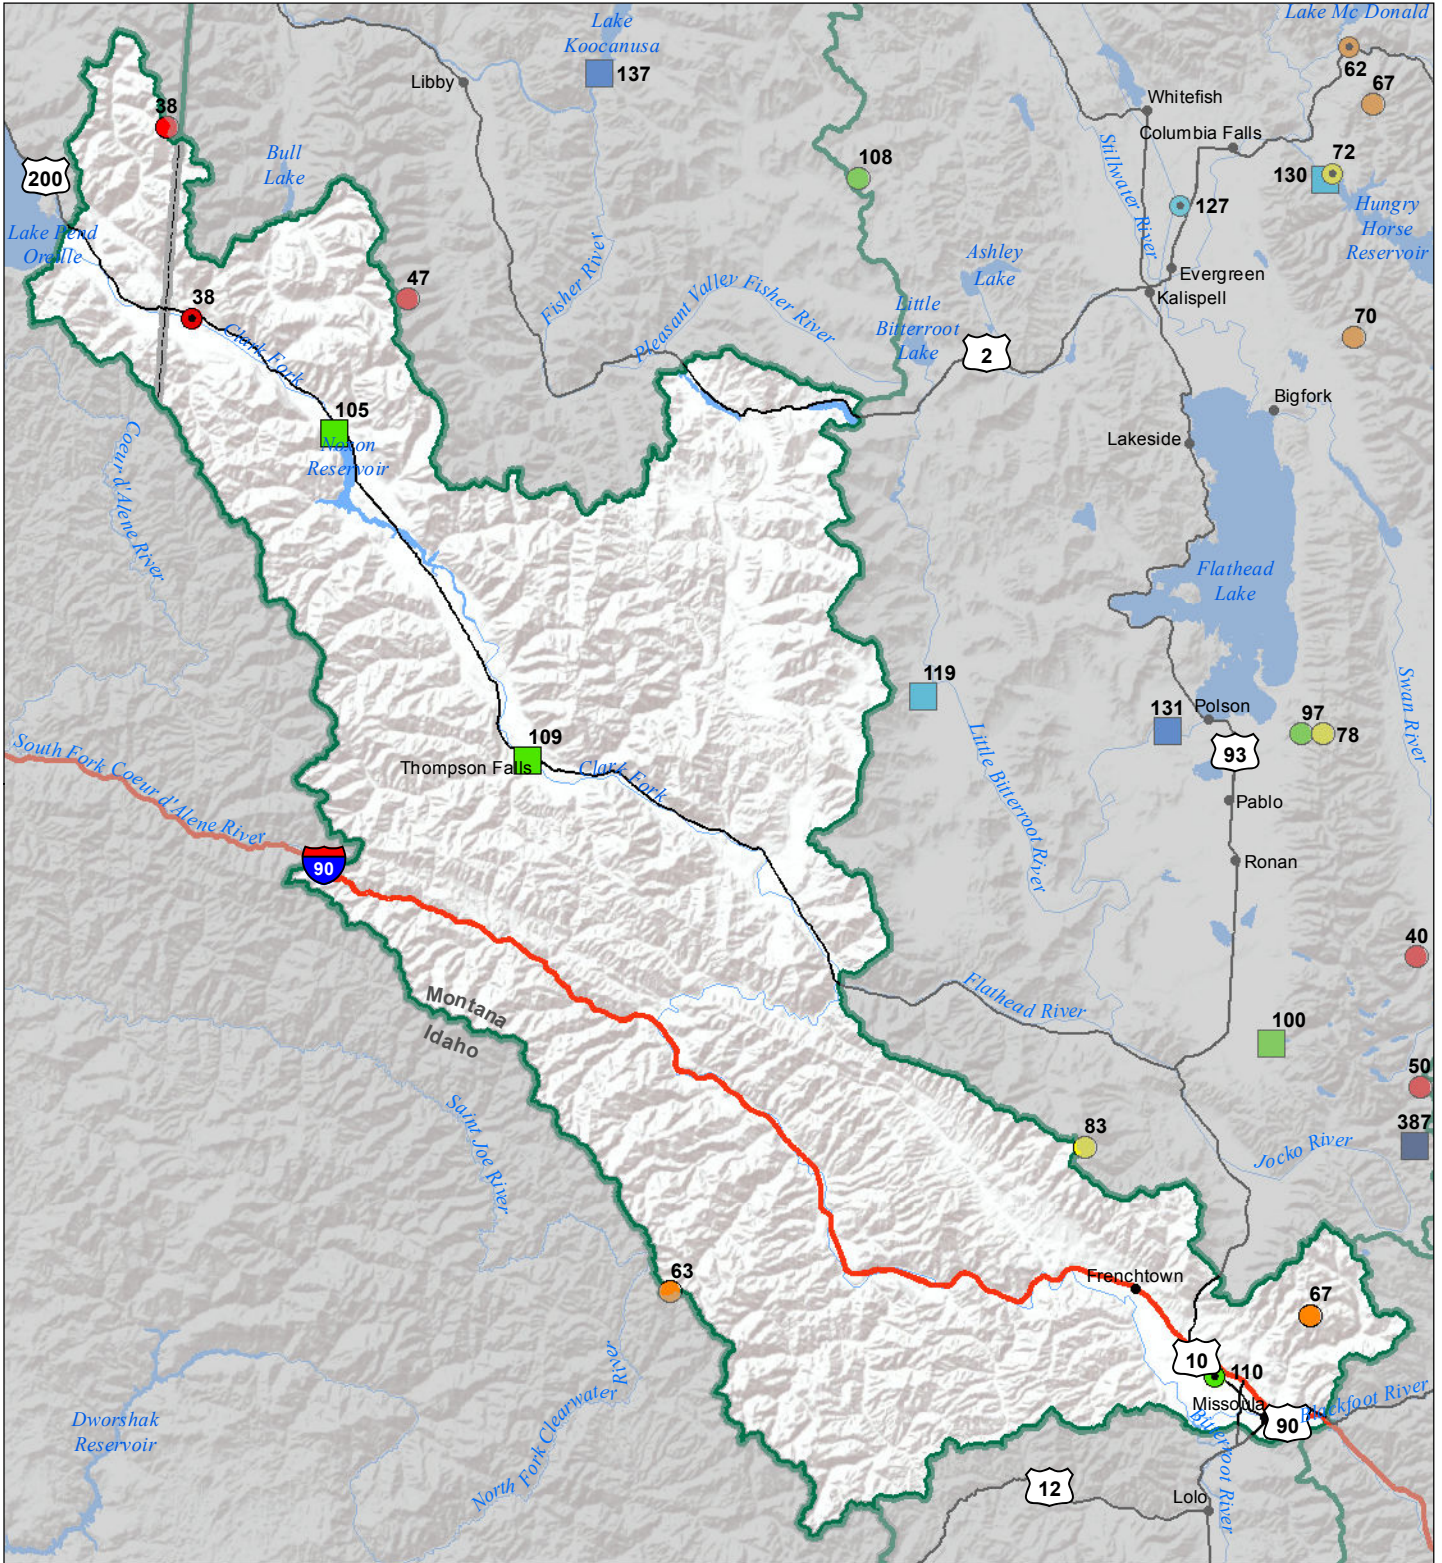 Lake Mc Donald
62
67
Lake
Koocanusa
137
Libby
Whitefish
Columbia Falls
38
Bull
Lake
108
Stillwater River
72
130
200
127
Hungry
Horse
Reservoir
Lake Pend
Oreille
Fisher River
Ashley
Lake
Evergreen
Kalispell
47
38
Pleasant Valley Fisher River
Little
Bitterroot
Lake
2
70
Clark Fork
Bigfork
105
Noxon
Reservoir
Lakeside
Coeur d'Alene River
Flathead
Lake
119
Swan River
131
Polson
97
78
93
109
Thompson Falls
Clark Fork
South Fork Coeur d'Alene River
Little Bitterroot River
Pablo
90
Ronan
40
Montana
Idaho
Flathead River
100
50
Saint Joe River
83
387
Jocko River
63
Frenchtown
67
10
110
Missoula
90
Blackfoot River
Bitterroot River
Dworshak
Reservoir
North Fork Clearwater River
12
Lolo